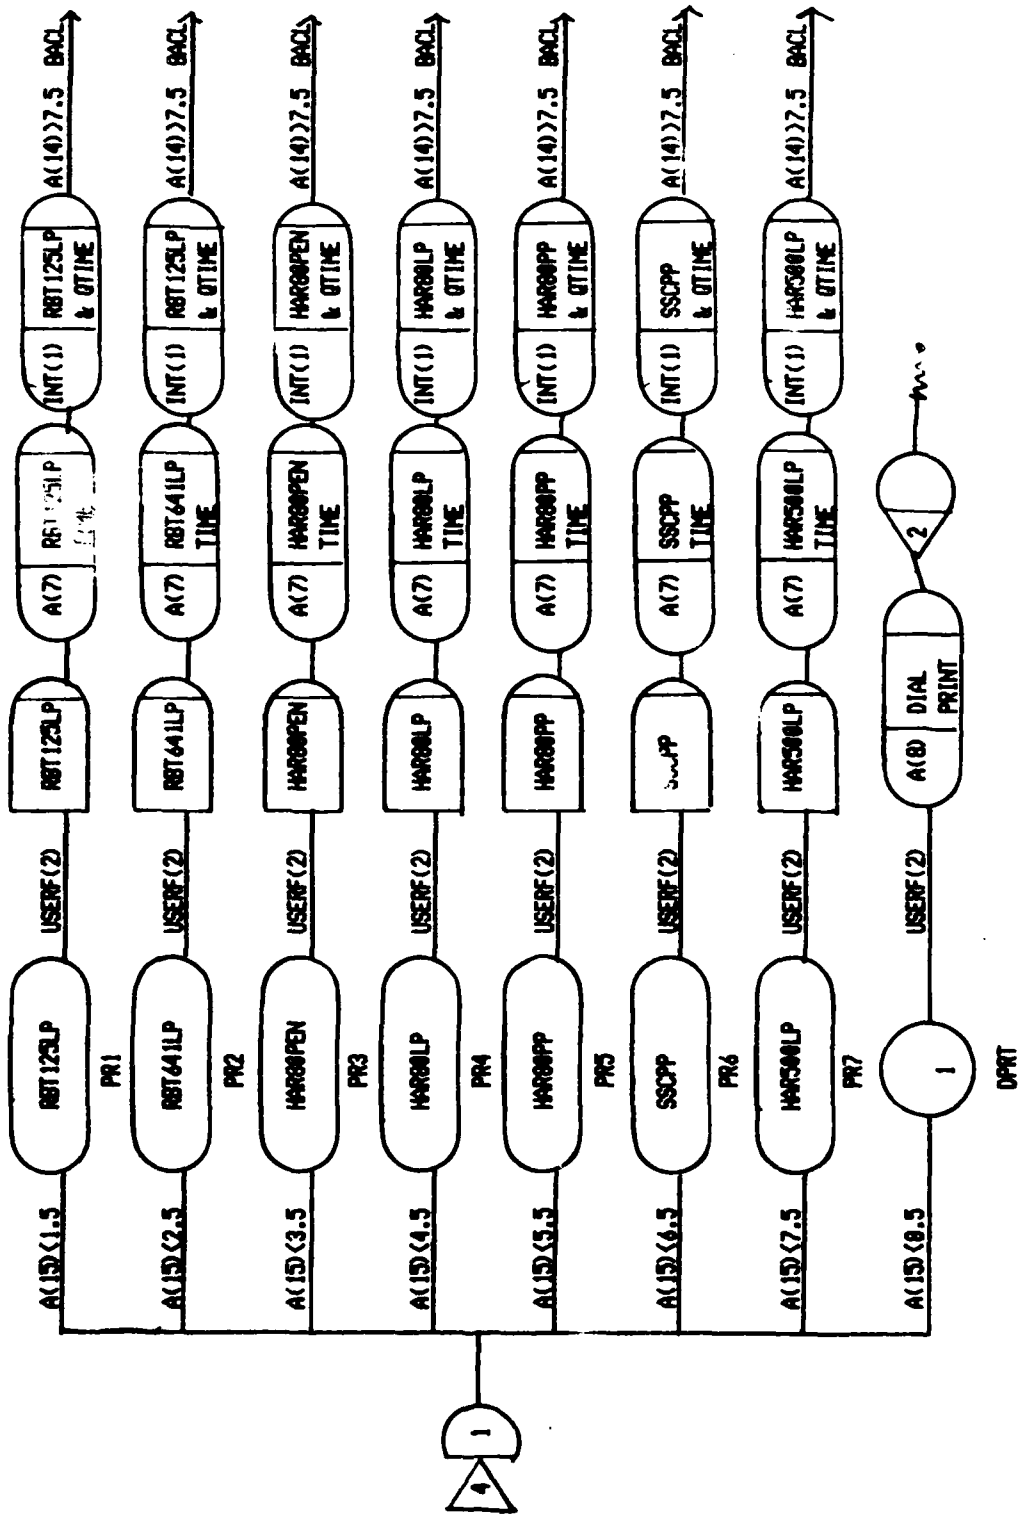 4
1
A(15)<1.5
RBT125LP
PR1
USERF(2)
RBT125LP
A(7)
INT(1)
RBT125LP
& QTIME
A(14)>7.5 BACL
A(15)<2.5
RBT641LP
PR2
USERF(2)
RBT641LP
A(7)
RBT641LP
TIME
INT(1)
RBT125LP
& QTIME
A(14)>7.5 BACL
A(15)<3.5
HAR80PEN
PR3
USERF(2)
HAR80PEN
A(7)
HAR80PEN
TIME
INT(1)
HAR80PEN
& QTIME
A(14)>7.5 BACL
A(15)<4.5
HAR80LP
PR4
USERF(2)
HAR80LP
A(7)
HAR80LP
TIME
INT(1)
HAR80LP
& QTIME
A(14)>7.5 BACL
A(15)<5.5
HAR80PP
PR5
USERF(2)
HAR80PP
A(7)
HAR80PP
TIME
INT(1)
HAR80PP
& QTIME
A(14)>7.5 BACL
A(15)<6.5
SSCPP
PR6
USERF(2)
SSCPP
A(7)
SSCPP
TIME
INT(1)
SSCPP
& QTIME
A(14)>7.5 BACL
A(15)<7.5
HAR500LP
PR7
USERF(2)
HAR500LP
A(7)
HAR500LP
TIME
INT(1)
HAR500LP
& QTIME
A(14)>7.5 BACL
A(15)<8.5
1
DPRT
USERF(2)
A(8)
DIAL
PRINT
2